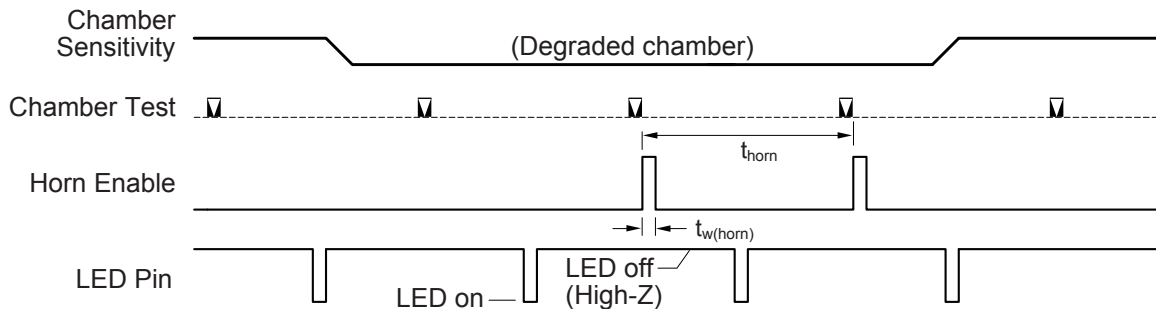 Chamber
Sensitivity
(Degraded chamber)
Chamber Test
thorn
Horn Enable
tw(horn)
LED Pin
LED off
(High-Z)
LED on